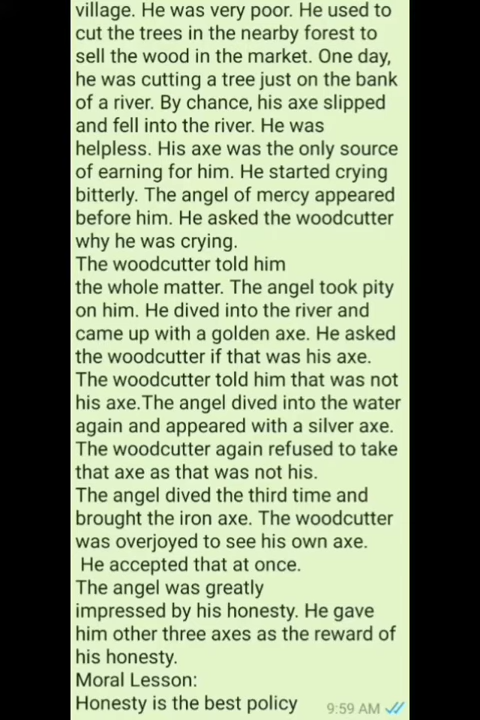 village. He was very poor. He used to
cut the trees in the nearby forest to
sell the wood in the market. One day,
he was cutting a tree just on the bank
of a river. By chance, his axe slipped
and fell into the river. He was
helpless. His axe was the only source
of earning for him. He started crying
bitterly. The angel of mercy appeared
before him. He asked the woodcutter
why he was crying.
The woodcutter told him
the whole matter. The angel took pity
on him. He dived into the river and
came up with a golden axe. He asked
the woodcutter if that was his axe.
The woodcutter told him that was not
his axe.The angel dived into the water
again and appeared with a silver axe.
The woodcutter again refused to take
that axe as that was not his.
The angel dived the third time and
brought the iron axe. The woodcutter
was overjoyed to see his own axe.
He accepted that at once.
The angel was greatly
impressed by his honesty. He gave
him other three axes as the reward of
his honesty.
Moral Lesson:
Honesty is the best policy 9:59 AM